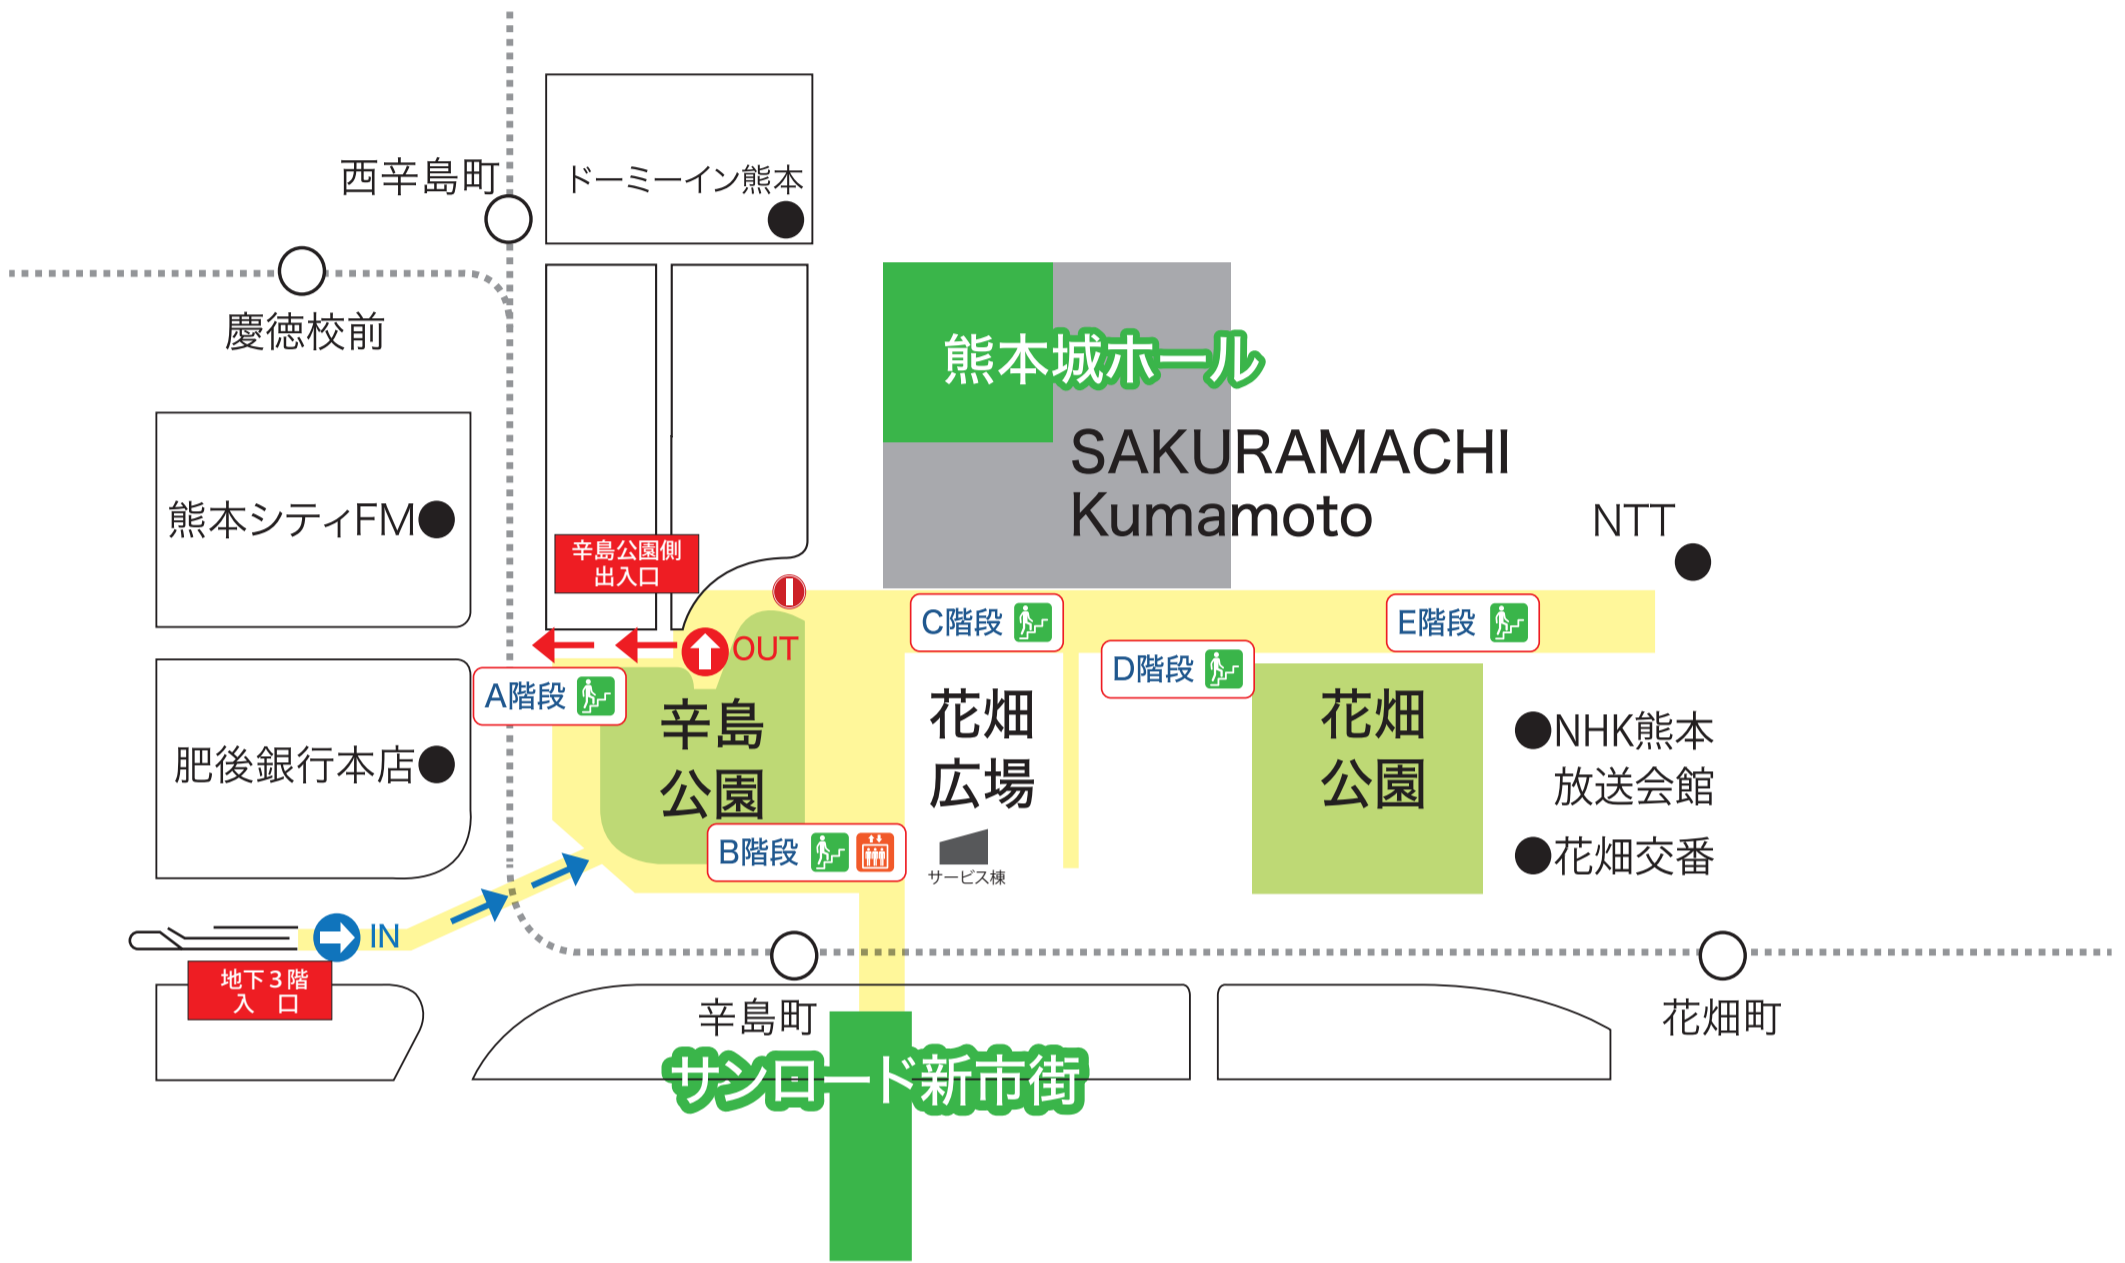 西辛島町
ドーミーイン熊本
慶徳校前
熊本城ホール
SAKURAMACHI
Kumamoto
熊本シティFM
NTT
辛島公園側
出入口
C階段
E階段
OUT
D階段
A階段
辛島
公園
花畑
広場
花畑
公園
NHK熊本
放送会館
肥後銀行本店
B階段
サービス棟
花畑交番
IN
地下3階
入 口
辛島町
花畑町
サンロード新市街